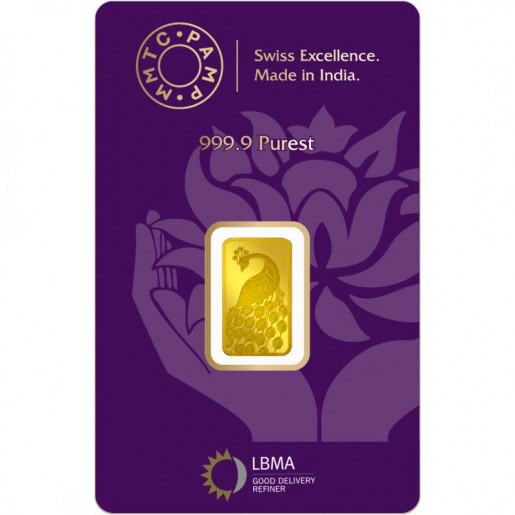 MMTC·PAMP·
Swiss Excellence.
Made in India.
999.9 Purest
LBMA
GOOD DELIVERY
REFINER